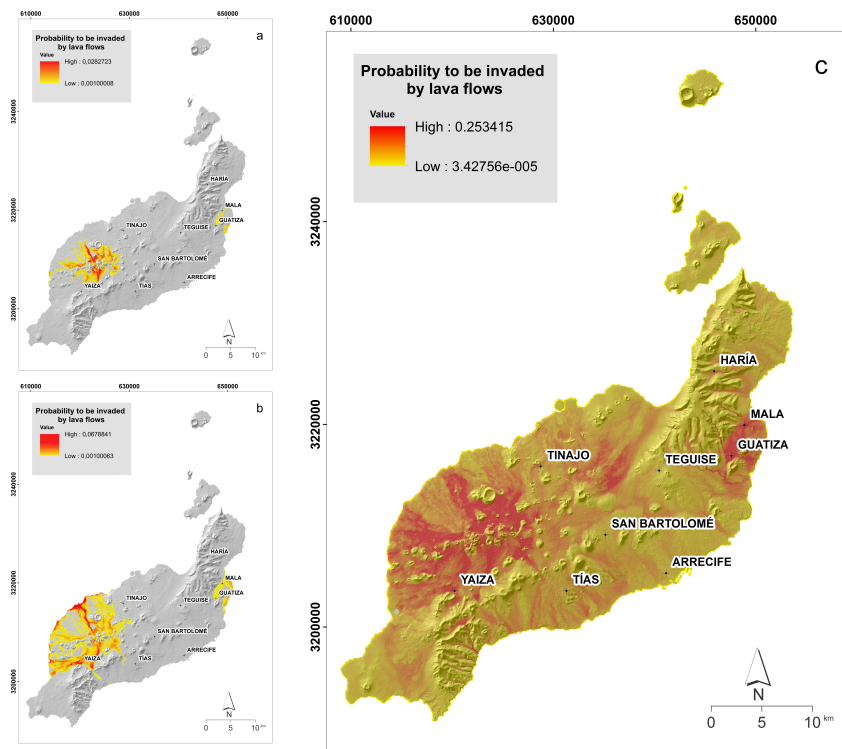 610000 630000 650000
a
Probability to be invaded
by lava flows
Value
High : 0,0282723
Low : 0,00100008
3240000
3220000
3200000
HARÍA
MALA
GUATIZA
TINAJO
TEGUISE
SAN BARTOLOMÉ
ARRECIFE
YAIZA
TÍAS
N
0 5 10 km
610000 630000 650000
b
Probability to be invaded
by lava flows
Value
High : 0,0678841
Low : 0,00100063
3240000
3220000
3200000
HARÍA
MALA
GUATIZA
TINAJO
TEGUISE
SAN BARTOLOMÉ
ARRECIFE
YAIZA
TÍAS
N
0 5 10 km
610000 630000 650000
c
Probability to be invaded
by lava flows
Value
High : 0.253415
Low : 3.42756e-005
3240000
3220000
3200000
HARÍA
MALA
GUATIZA
TINAJO
TEGUISE
SAN BARTOLOMÉ
ARRECIFE
YAIZA
TÍAS
N
0 5 10 km